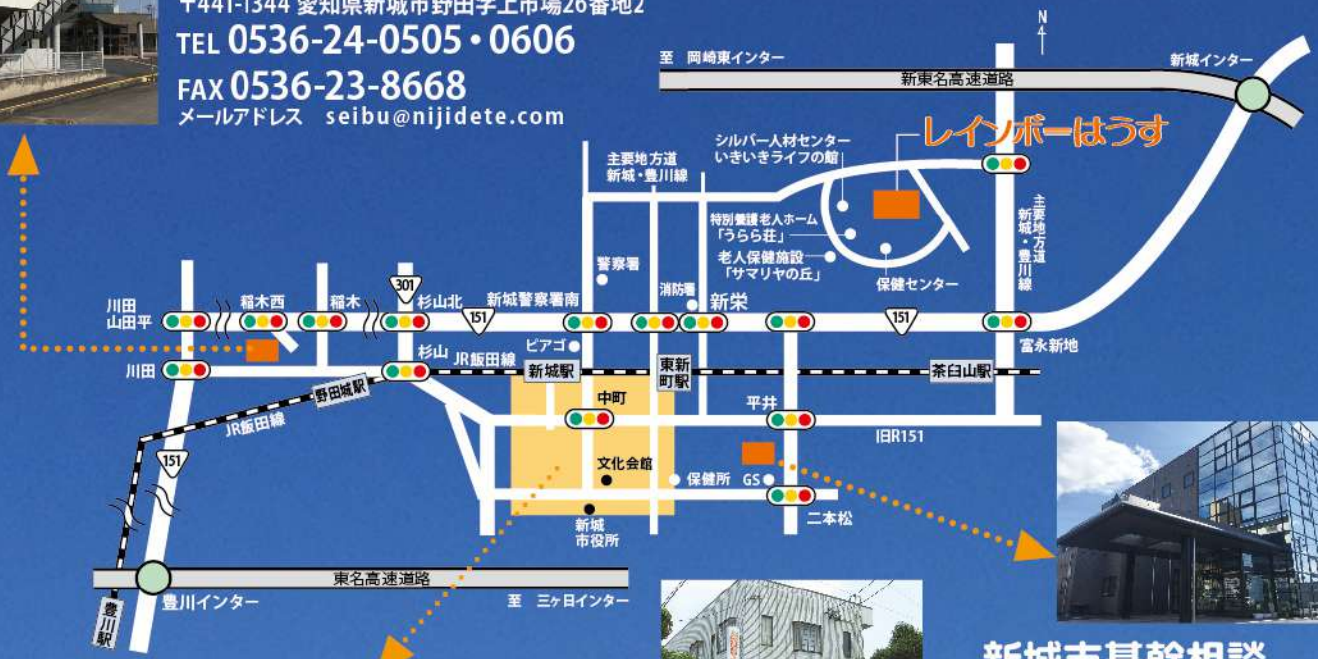 〒441-1344 愛知県新城市野田字上市場26番地2
TEL 0536-24-0505・0606
FAX 0536-23-8668
メールアドレス seibu@nijidete.com
N
至 岡崎東インター
新東名高速道路
新城インター
レインボーはうす
シルバー人材センター
いきいきライフの館
主要地方道
新城・豊川線
特別養護老人ホーム
「うらら荘」
老人保健施設
「サマリヤの丘」
保健センター
主要地方道
新城・豊川線
警察署
消防署
新栄
301
川田
山田平
稲木西
稲木
杉山北
151
新城警察署南
151
富永新地
ピアゴ
川田
杉山
JR飯田線
新城駅
東新
町駅
茶臼山駅
野田城駅
中町
平井
旧R151
JR飯田線
151
文化会館
保健所
GS
新城
市役所
二本松
東名高速道路
豊川インター
至 三ヶ日インター
豊川駅
新城市基幹相談